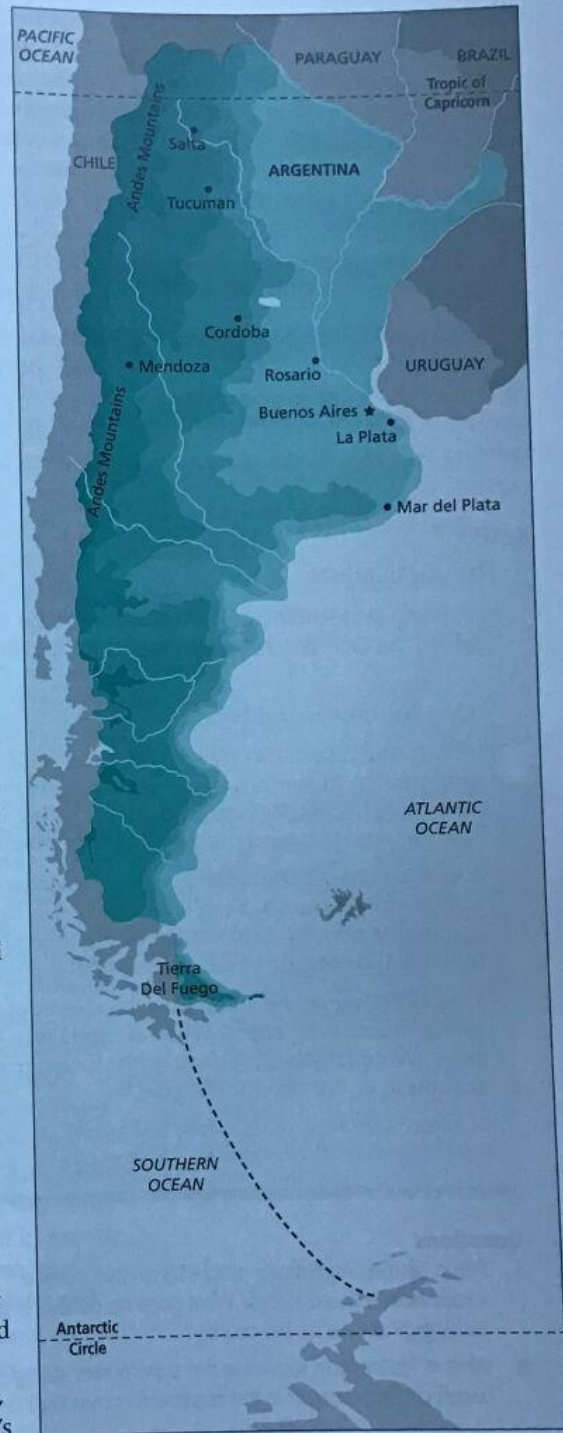 PACIFIC
OCEAN
PARAGUAY
BRAZIL
Tropic of
Capricorn
Andes Mountains
Salta
CHILE
ARGENTINA
Tucuman
Cordoba
Mendoza
Rosario
URUGUAY
Buenos Aires
La Plata
Andes Mountains
Mar del Plata
ATLANTIC
OCEAN
Tierra
Del Fuego
SOUTHERN
OCEAN
Antarctic
Circle